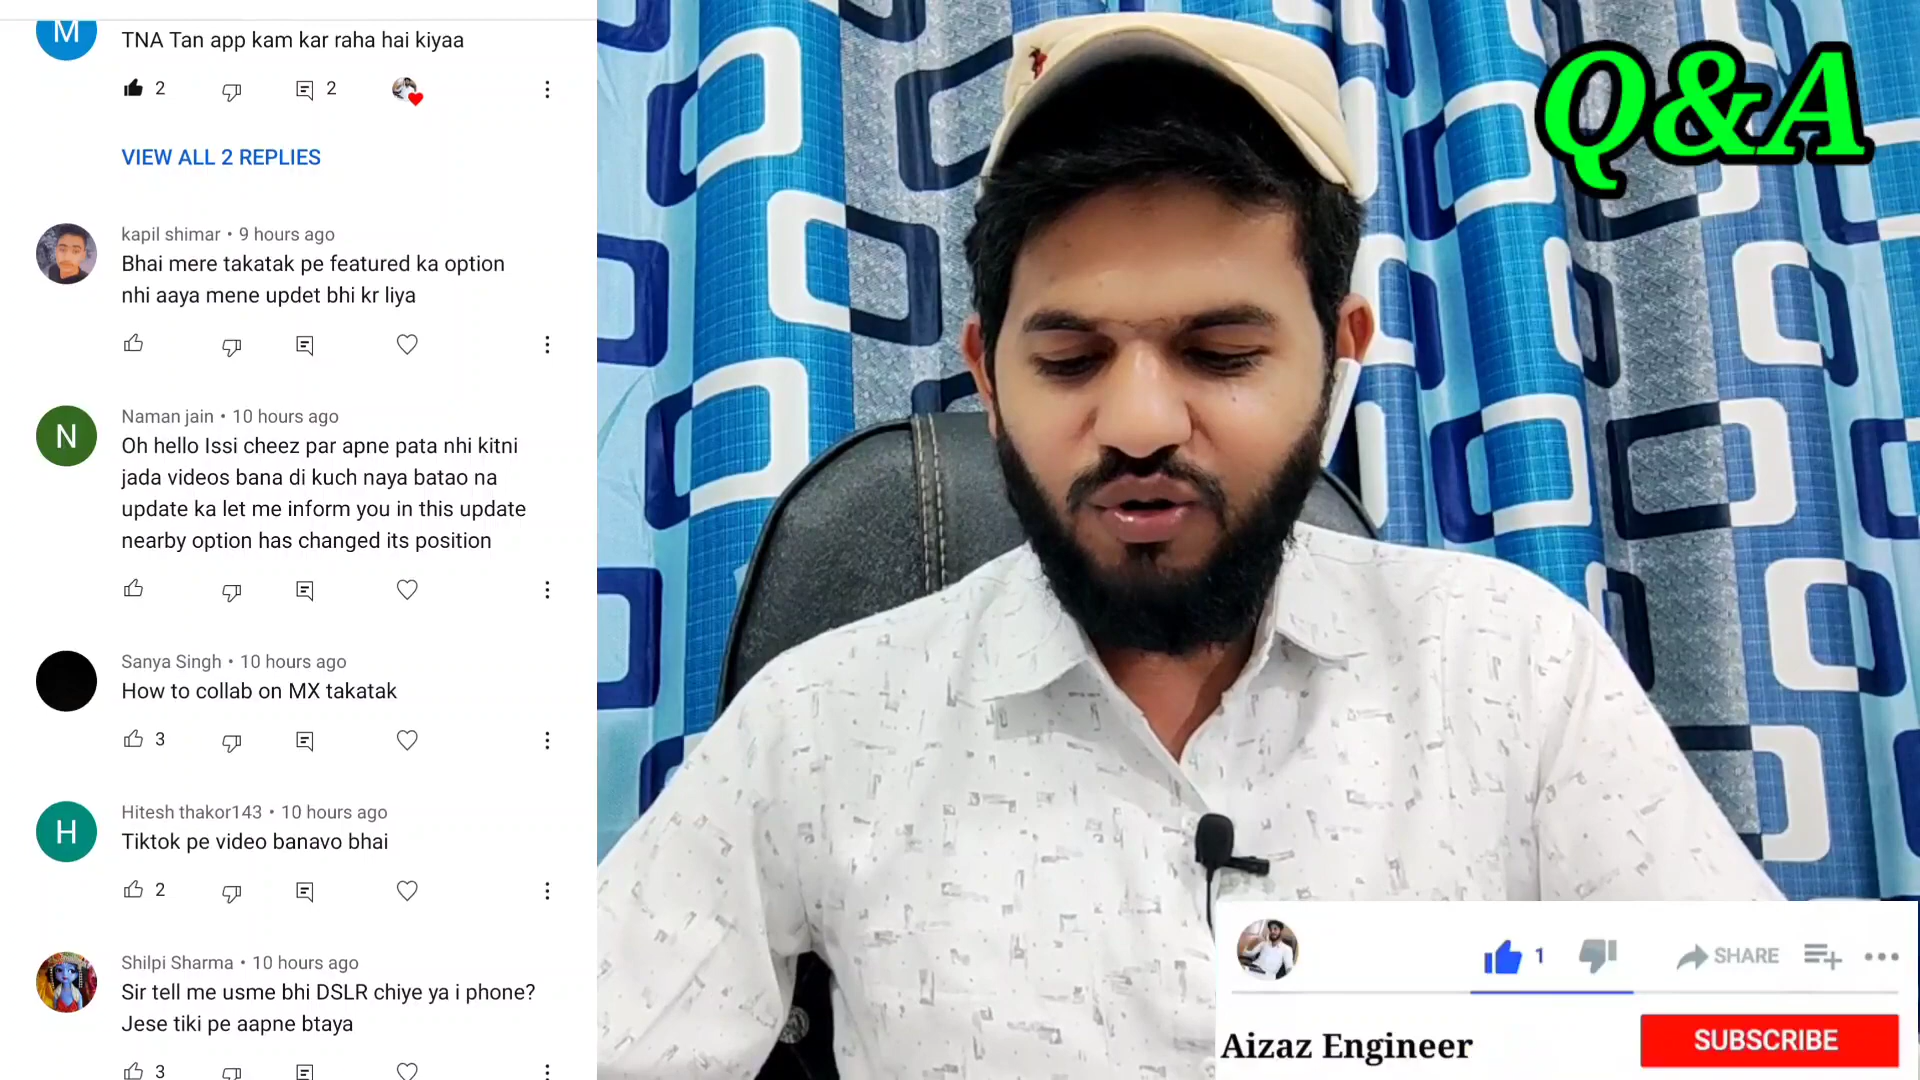 M
TNA Tan app kam kar raha hai kiyaa
2
2
VIEW ALL 2 REPLIES
kapil shimar • 9 hours ago
Bhai mere takatak pe featured ka option
nhi aaya mene updet bhi kr liya
N
Naman jain • 10 hours ago
Oh hello Issi cheez par apne pata nhi kitni
jada videos bana di kuch naya batao na
update ka let me inform you in this update
nearby option has changed its position
Sanya Singh • 10 hours ago
How to collab on MX takatak
3
H
Hitesh thakor143 • 10 hours ago
Tiktok pe video banavo bhai
2
Shilpi Sharma • 10 hours ago
Sir tell me usme bhi DSLR chiye ya i phone?
Jese tiki pe aapne btaya
3
Q&A
1
SHARE
Aizaz Engineer
SUBSCRIBE